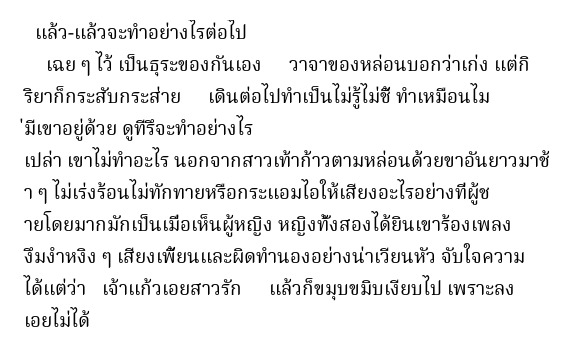 แล้ว-แล้วจะทำอย่างไรต่อไป
เฉย ๆ ไว้ เป็นธุระของกันเอง วาจาของหล่อนบอกว่าเก่ง แต่กิ
ริยาก็กระสับกระส่าย เดินต่อไปทำเป็นไม่รู้ไม่ชี้ ทำเหมือนไม
่มีเขาอยู่ด้วย ดูทีรึจะทำอย่างไร
เปล่า เขาไม่ทำอะไร นอกจากสาวเท้าก้าวตามหล่อนด้วยขาอันยาวมาช้
า ๆ ไม่เร่งร้อนไม่ทักทายหรือกระแอมไอให้เสียงอะไรอย่างที่ผู้ช
ายโดยมากมักเป็นเมื่อเห็นผู้หญิง หญิงทั้งสองได้ยินเขาร้องเพลง
งึมงำหงิง ๆ เสียงเพี้ยนและผิดทำนองอย่างน่าเวียนหัว จับใจความ
ได้แต่ว่า เจ้าแก้วเอยสาวรัก แล้วก็ขมุบขมิบเงียบไป เพราะลง
เอยไม่ได้